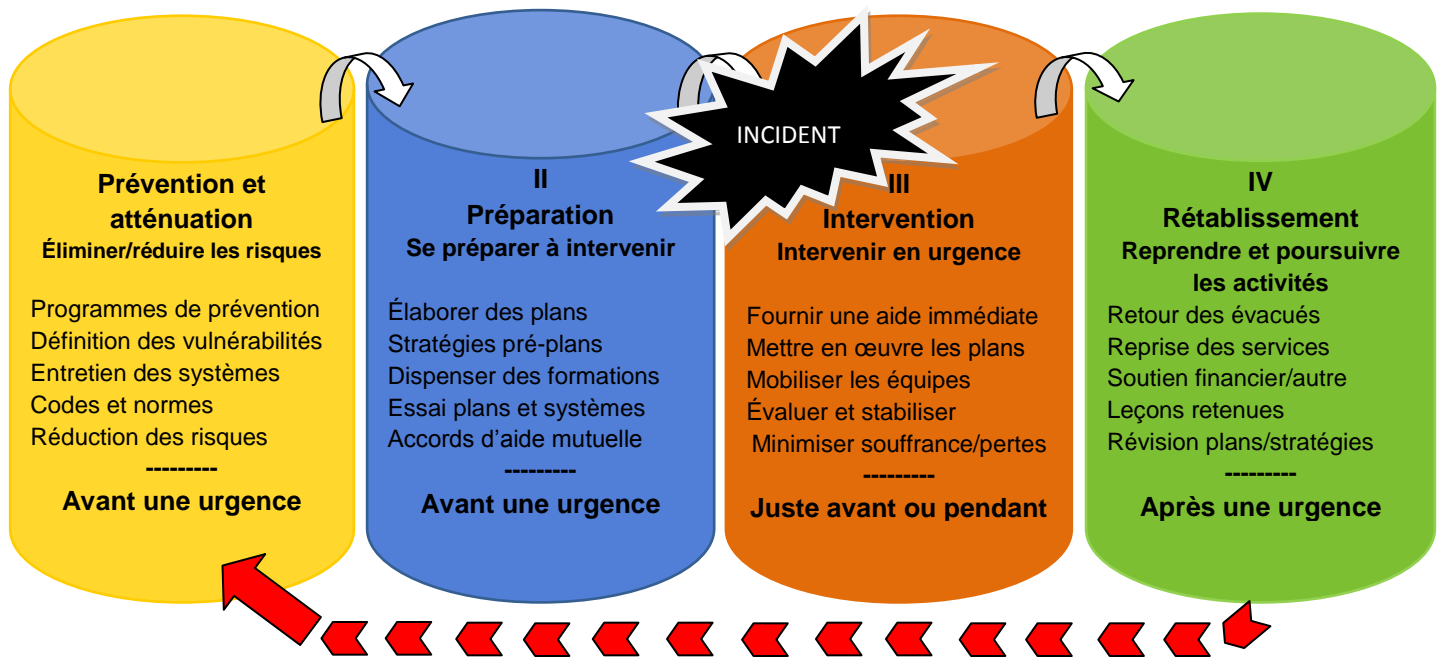 Prévention et
atténuation
Éliminer/réduire les risques
Programmes de prévention
Définition des vulnérabilités
Entretien des systèmes
Codes et normes
Réduction des risques
---------
Avant une urgence
II
Préparation
Se préparer à intervenir
Élaborer des plans
Stratégies pré-plans
Dispenser des formations
Essai plans et systèmes
Accords d’aide mutuelle
---------
Avant une urgence
INCIDENT
III
Intervention
Intervenir en urgence
Fournir une aide immédiate
Mettre en œuvre les plans
Mobiliser les équipes
Évaluer et stabiliser
Minimiser souffrance/pertes
---------
Juste avant ou pendant
IV
Rétablissement
Reprendre et poursuivre
les activités
Retour des évacués
Reprise des services
Soutien financier/autre
Leçons retenues
Révision plans/stratégies
---------
Après une urgence